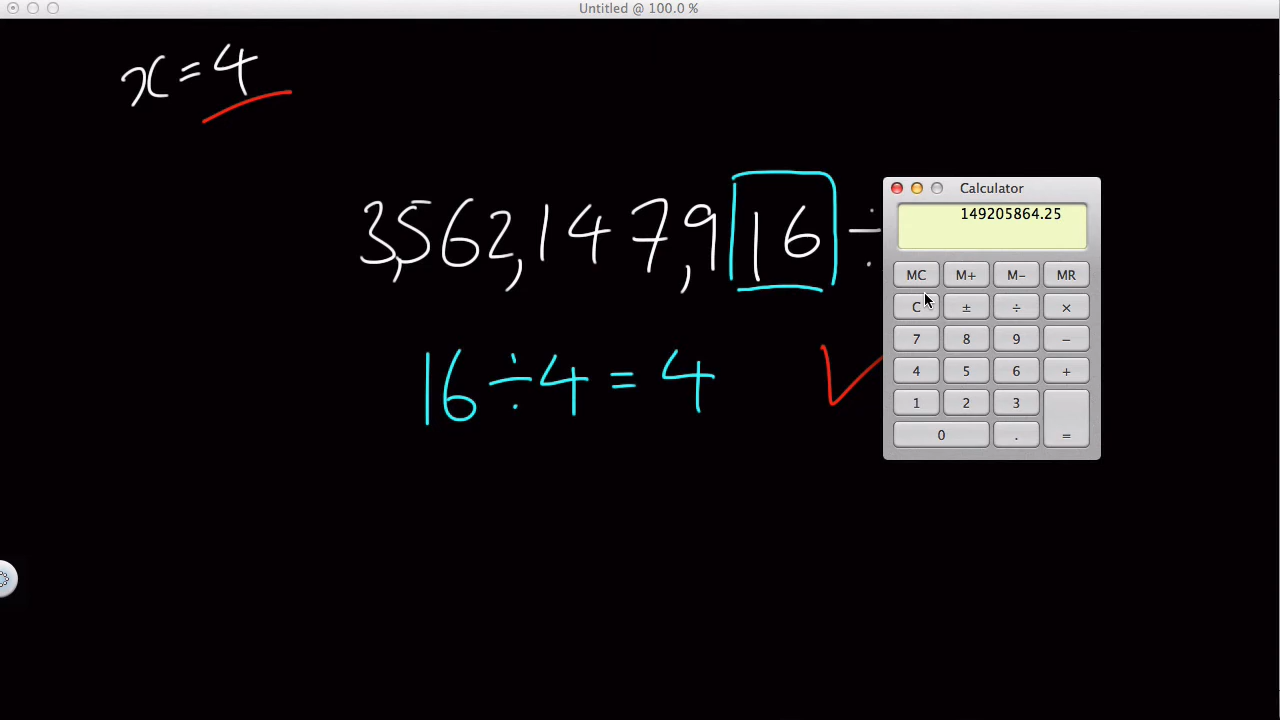 Untitled @ 100.0 %
x=4
3,562,147,916 ÷
Calculator
149205864.25
MC M+ M- MR
C ± ÷ ×
7 8 9 −
4 5 6 +
1 2 3
0 . =
16÷4=4